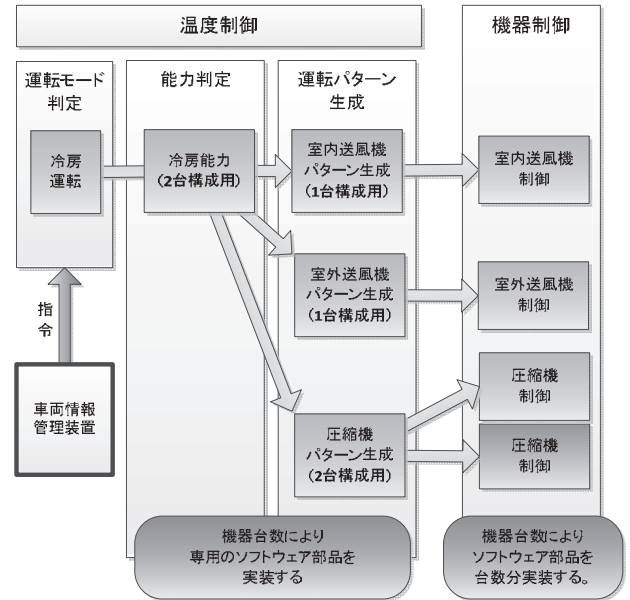 温度制御
機器制御
運転モード
判定
能力判定
運転パターン
生成
冷房
運転
冷房能力
(2台構成用)
室内送風機
パターン生成
(1台構成用)
室内送風機
制御
室外送風機
パターン生成
(1台構成用)
室外送風機
制御
指
令
圧縮機
制御
車両情報
管理装置
圧縮機
パターン生成
(2台構成用)
圧縮機
制御
機器台数により
専用のソフトウェア部品を
実装する
機器台数により
ソフトウェア部品を
台数分実装する。